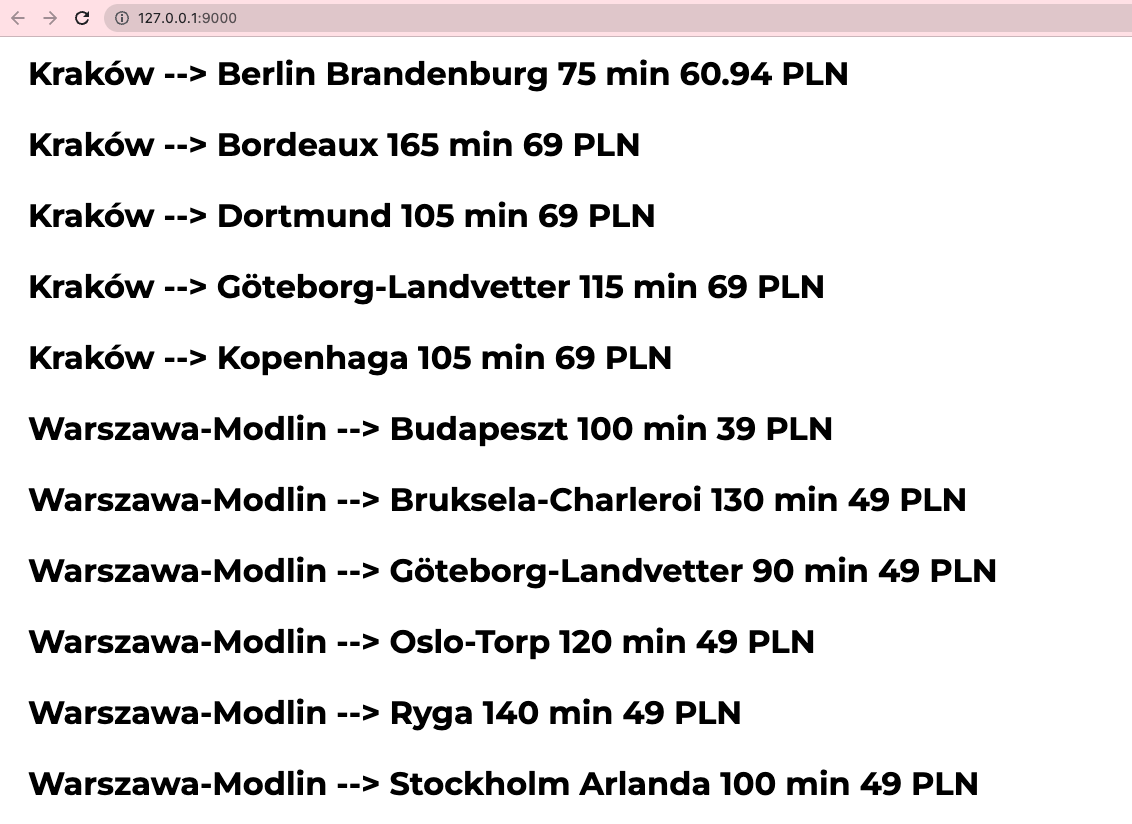 127.0.0.1:9000
Kraków --> Berlin Brandenburg 75 min 60.94 PLN
Kraków --> Bordeaux 165 min 69 PLN
Kraków --> Dortmund 105 min 69 PLN
Kraków --> Göteborg-Landvetter 115 min 69 PLN
Kraków --> Kopenhaga 105 min 69 PLN
Warszawa-Modlin --> Budapeszt 100 min 39 PLN
Warszawa-Modlin --> Bruksela-Charleroi 130 min 49 PLN
Warszawa-Modlin --> Göteborg-Landvetter 90 min 49 PLN
Warszawa-Modlin --> Oslo-Torp 120 min 49 PLN
Warszawa-Modlin --> Ryga 140 min 49 PLN
Warszawa-Modlin --> Stockholm Arlanda 100 min 49 PLN